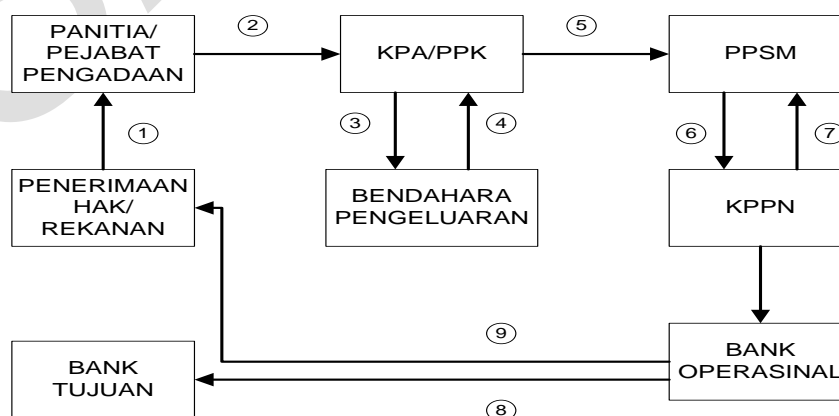 PANITIA/
PEJABAT
PENGADAAN
2
KPA/PPK
5
PPSM
1
3
4
6
7
PENERIMAAN
HAK/
REKANAN
BENDAHARA
PENGELUARAN
KPPN
9
BANK
OPERASINAL
BANK
TUJUAN
8